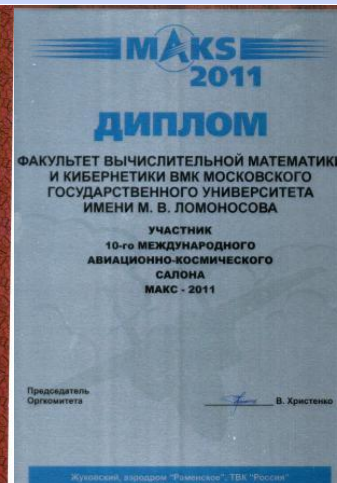 MAKS
2011
ДИПЛОМ
ФАКУЛЬТЕТ ВЫЧИСЛИТЕЛЬНОЙ МАТЕМАТИКИ
И КИБЕРНЕТИКИ ВМК МОСКОВСКОГО
ГОСУДАРСТВЕННОГО УНИВЕРСИТЕТА
ИМЕНИ М. В. ЛОМОНОСОВА
УЧАСТНИК
10-го МЕЖДУНАРОДНОГО
АВИАЦИОННО-КОСМИЧЕСКОГО
САЛОНА
МАКС - 2011
Председатель
Оргкомитета
В. Христенко
Жуковский, аэродром "Раменское", ТВК "Россия"